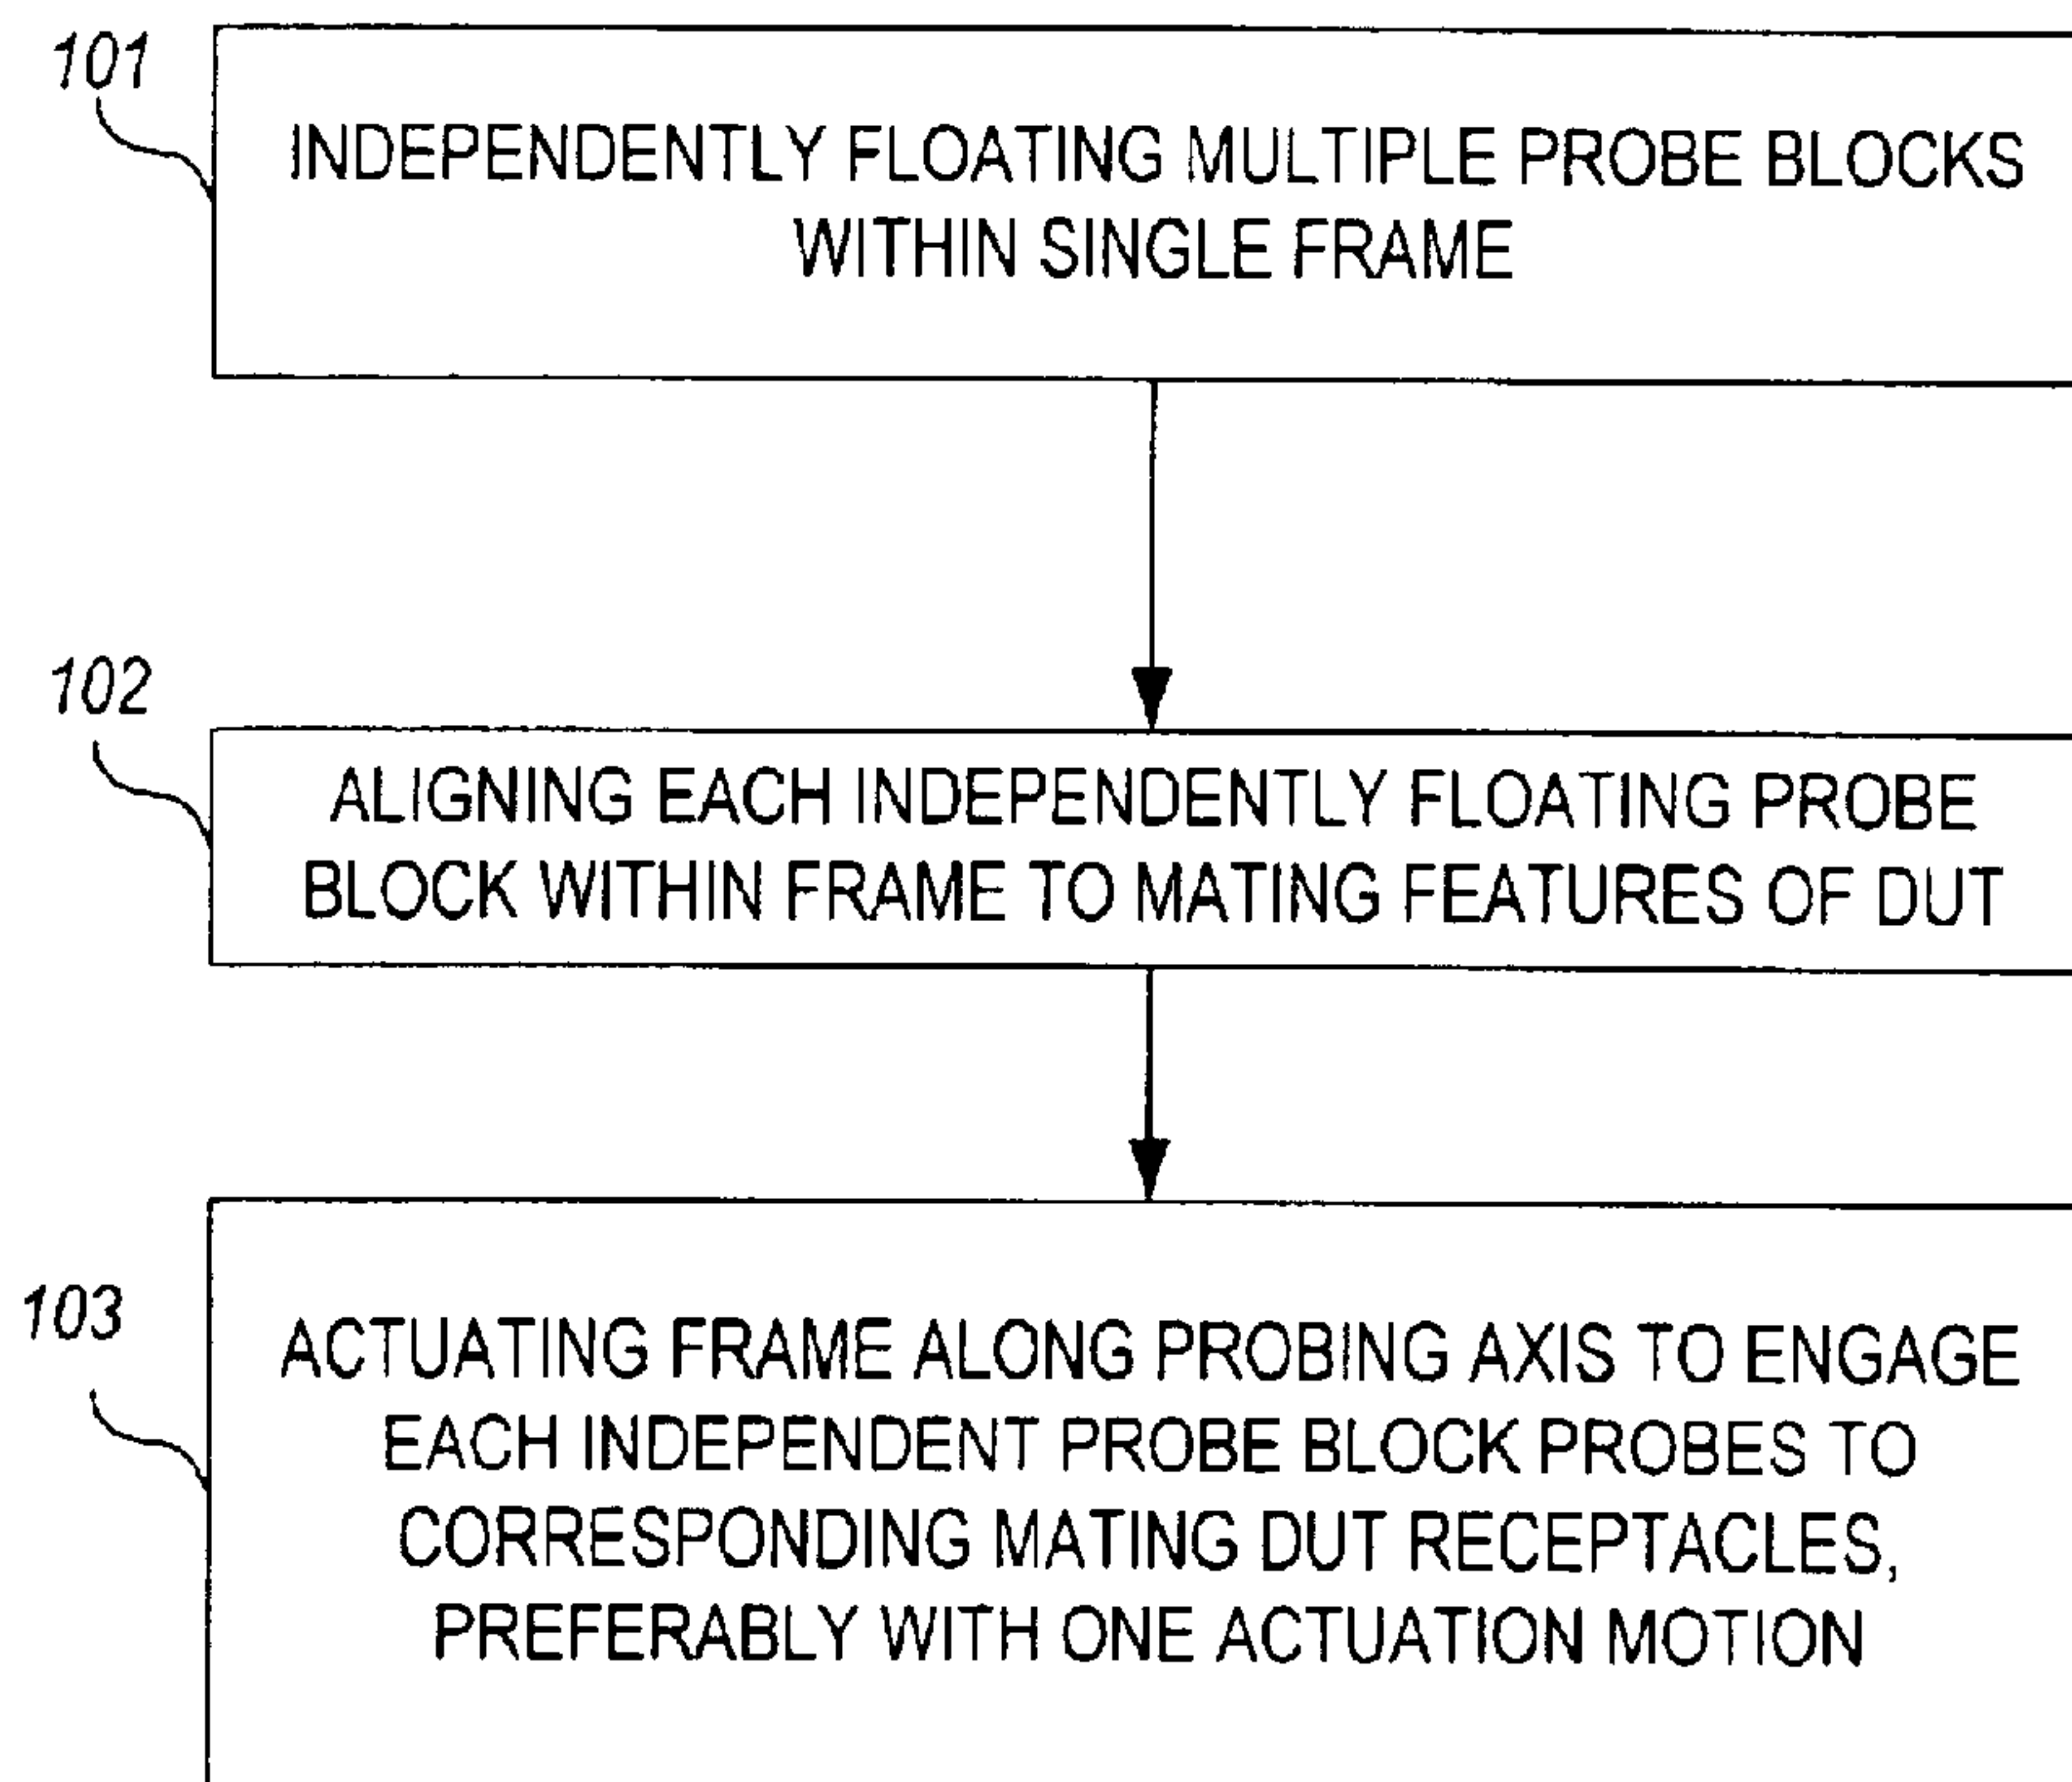 101
INDEPENDENTLY FLOATING MULTIPLE PROBE BLOCKS
WITHIN SINGLE FRAME
102
ALIGNING EACH INDEPENDENTLY FLOATING PROBE
BLOCK WITHIN FRAME TO MATING FEATURES OF DUT
103
ACTUATING FRAME ALONG PROBING AXIS TO ENGAGE
EACH INDEPENDENT PROBE BLOCK PROBES TO
CORRESPONDING MATING DUT RECEPTACLES,
PREFERABLY WITH ONE ACTUATION MOTION